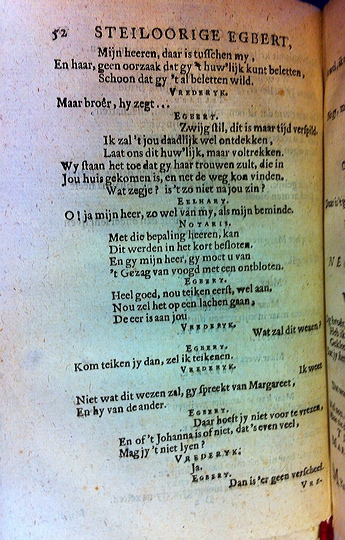 52 STEILOORIGE EGBERT,
Mijn heeren, daar is tusschen my,
En haar, geen oorzaak dat gy 't huw'lijk kunt beletten,
Schoon dat gy 't al beletten wild.
VREDERYK.
Maar broêr, hy zegt...
EGBERT.
Zwijg stil, dit is maar tijd verspild.
Ik zal 't jou daadlijk wel ontdekken,
Laat ons dit huw'lijk, maar voltrekken.
Wy staan het toe dat gy haar trouwen zult, die in
Jou huis gekomen is, en net de weg kon vinden.
Wat zegje? is 't zo niet na jou zin?
EELHARY.
O! ja mijn heer, zo wel van my, als mijn beminde.
NOTARIS.
Met die bepaling heeren, kan
Dit werden in het kort besloten.
En gy mijn heer, gy moet u van
't Gezag van voogd met een ontbloten.
EGBERT.
Heel goed, nou teiken eerst, wel aan,
Nou zel het op een lachen gaan,
De eer is aan jou
VREDERYK.
Wat zal dit wezen?
EGBERT.
Kom teiken jy dan, zel ik teikenen.
VREDERYK.
Ik wees
Niet wat dit wezen zal, gy spreekt van Margareet,
En hy van de ander.
EGBERT.
Daar hoeft jy niet voor te vrezen,
En of 't Johanna is of niet, dat 's even veel,
Mag jy 't niet lyen?
VREDERYK.
Ja.
EGBERT.
Dan is 'er geen verscheel.
VRE-